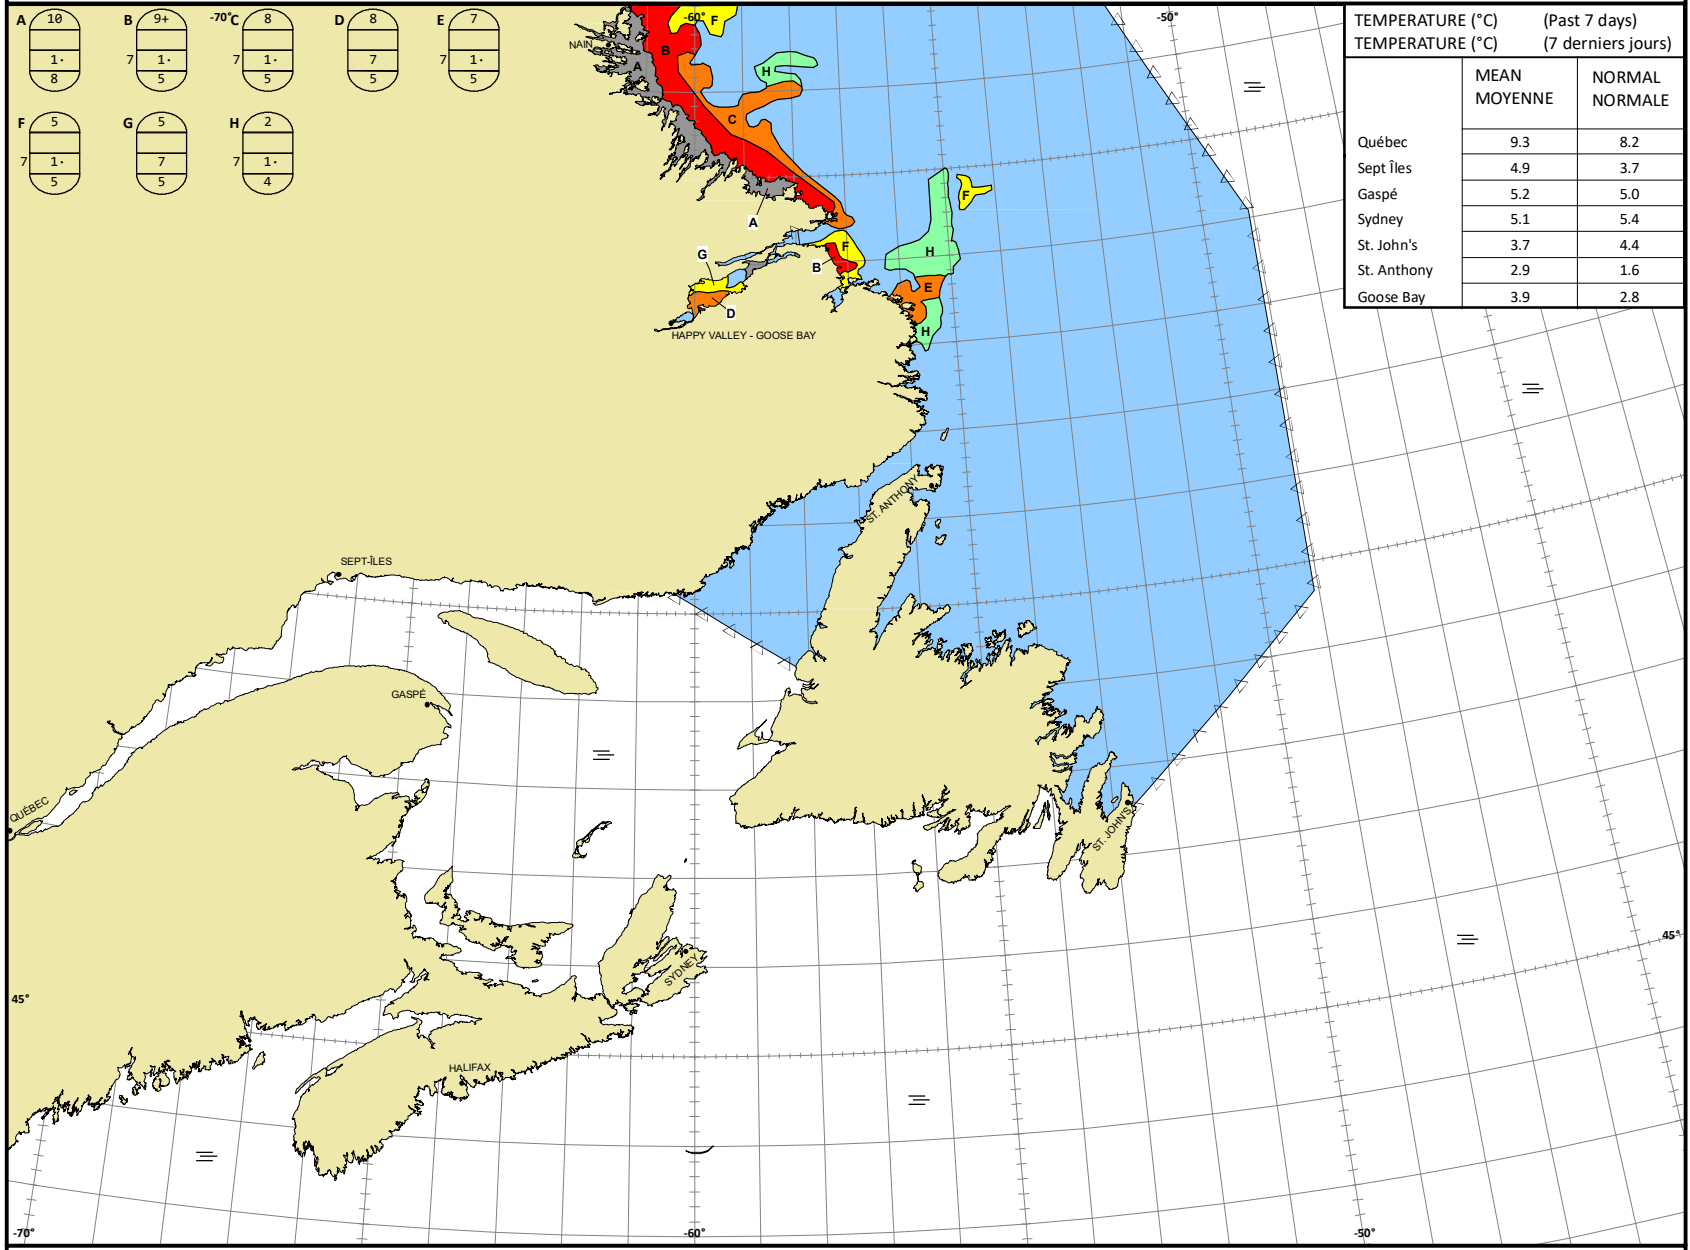 A 10 1· 8
B 9+ 7 1· 5
C 8 7 1· 5
D 8 7 5
E 7 7 1· 5
F 5 7 1· 5
G 5 7 5
H 2 7 1· 4
-70° -60° -50°
TEMPERATURE (°C) (Past 7 days)
TEMPERATURE (°C) (7 derniers jours)
MEAN NORMAL
MOYENNE NORMALE
Québec 9.3 8.2
Sept Îles 4.9 3.7
Gaspé 5.2 5.0
Sydney 5.1 5.4
St. John's 3.7 4.4
St. Anthony 2.9 1.6
Goose Bay 3.9 2.8
F
NAIN
B
A
H
C
F
A
F
H
G
B
E
D
H
HAPPY VALLEY - GOOSE BAY
ST. ANTHONY
SEPT-ÎLES
GASPÉ
QUÉBEC
ST. JOHN'S
SYDNEY
45°
45°
HALIFAX
-70° -60° -50°